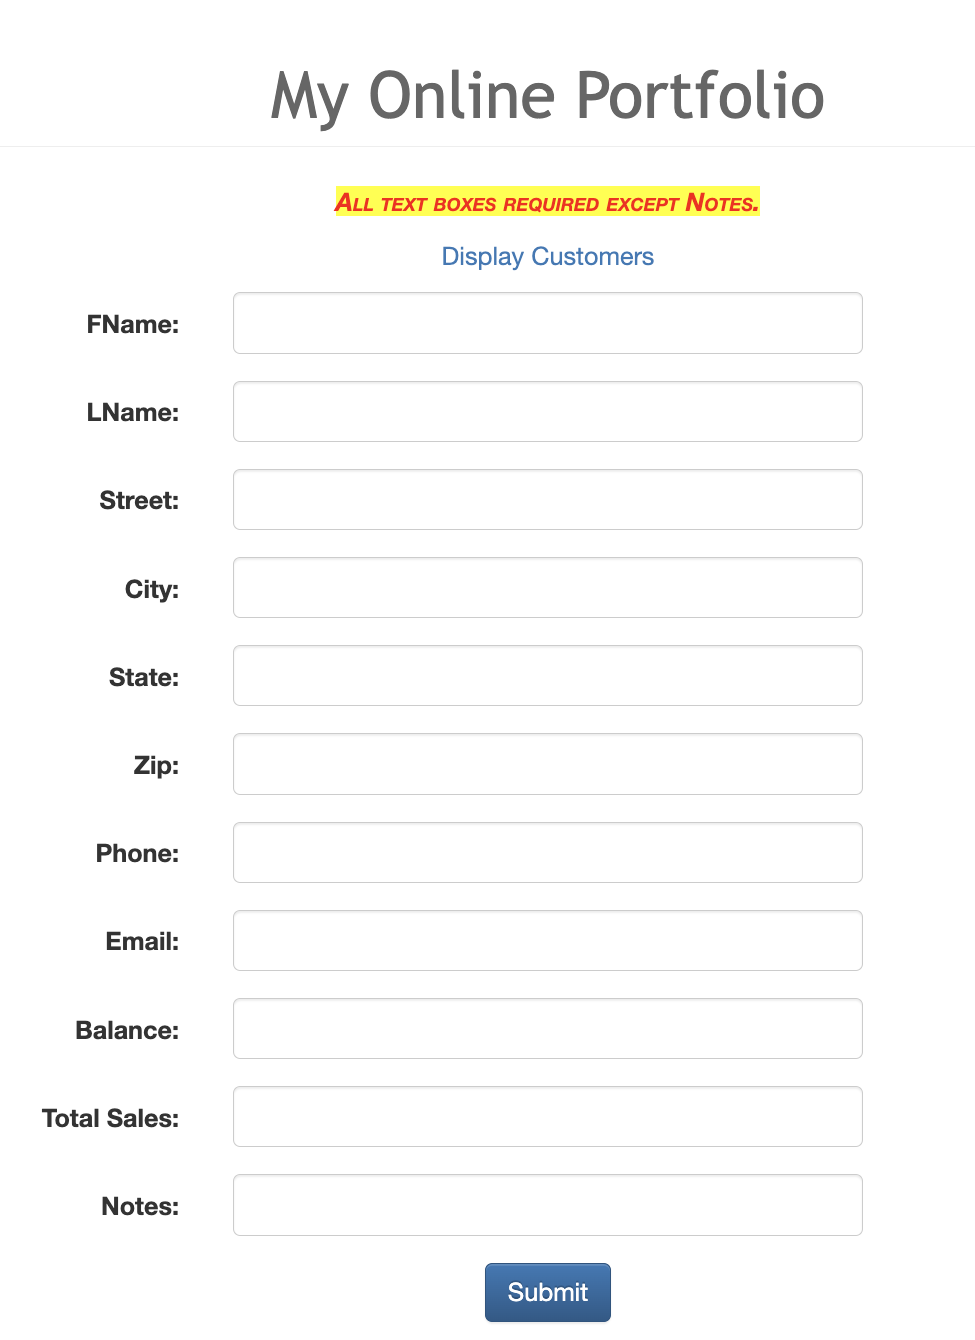 My Online Portfolio
All text boxes required except Notes.
Display Customers
FName:
LName:
Street:
City:
State:
Zip:
Phone:
Email:
Balance:
Total Sales:
Notes:
Submit